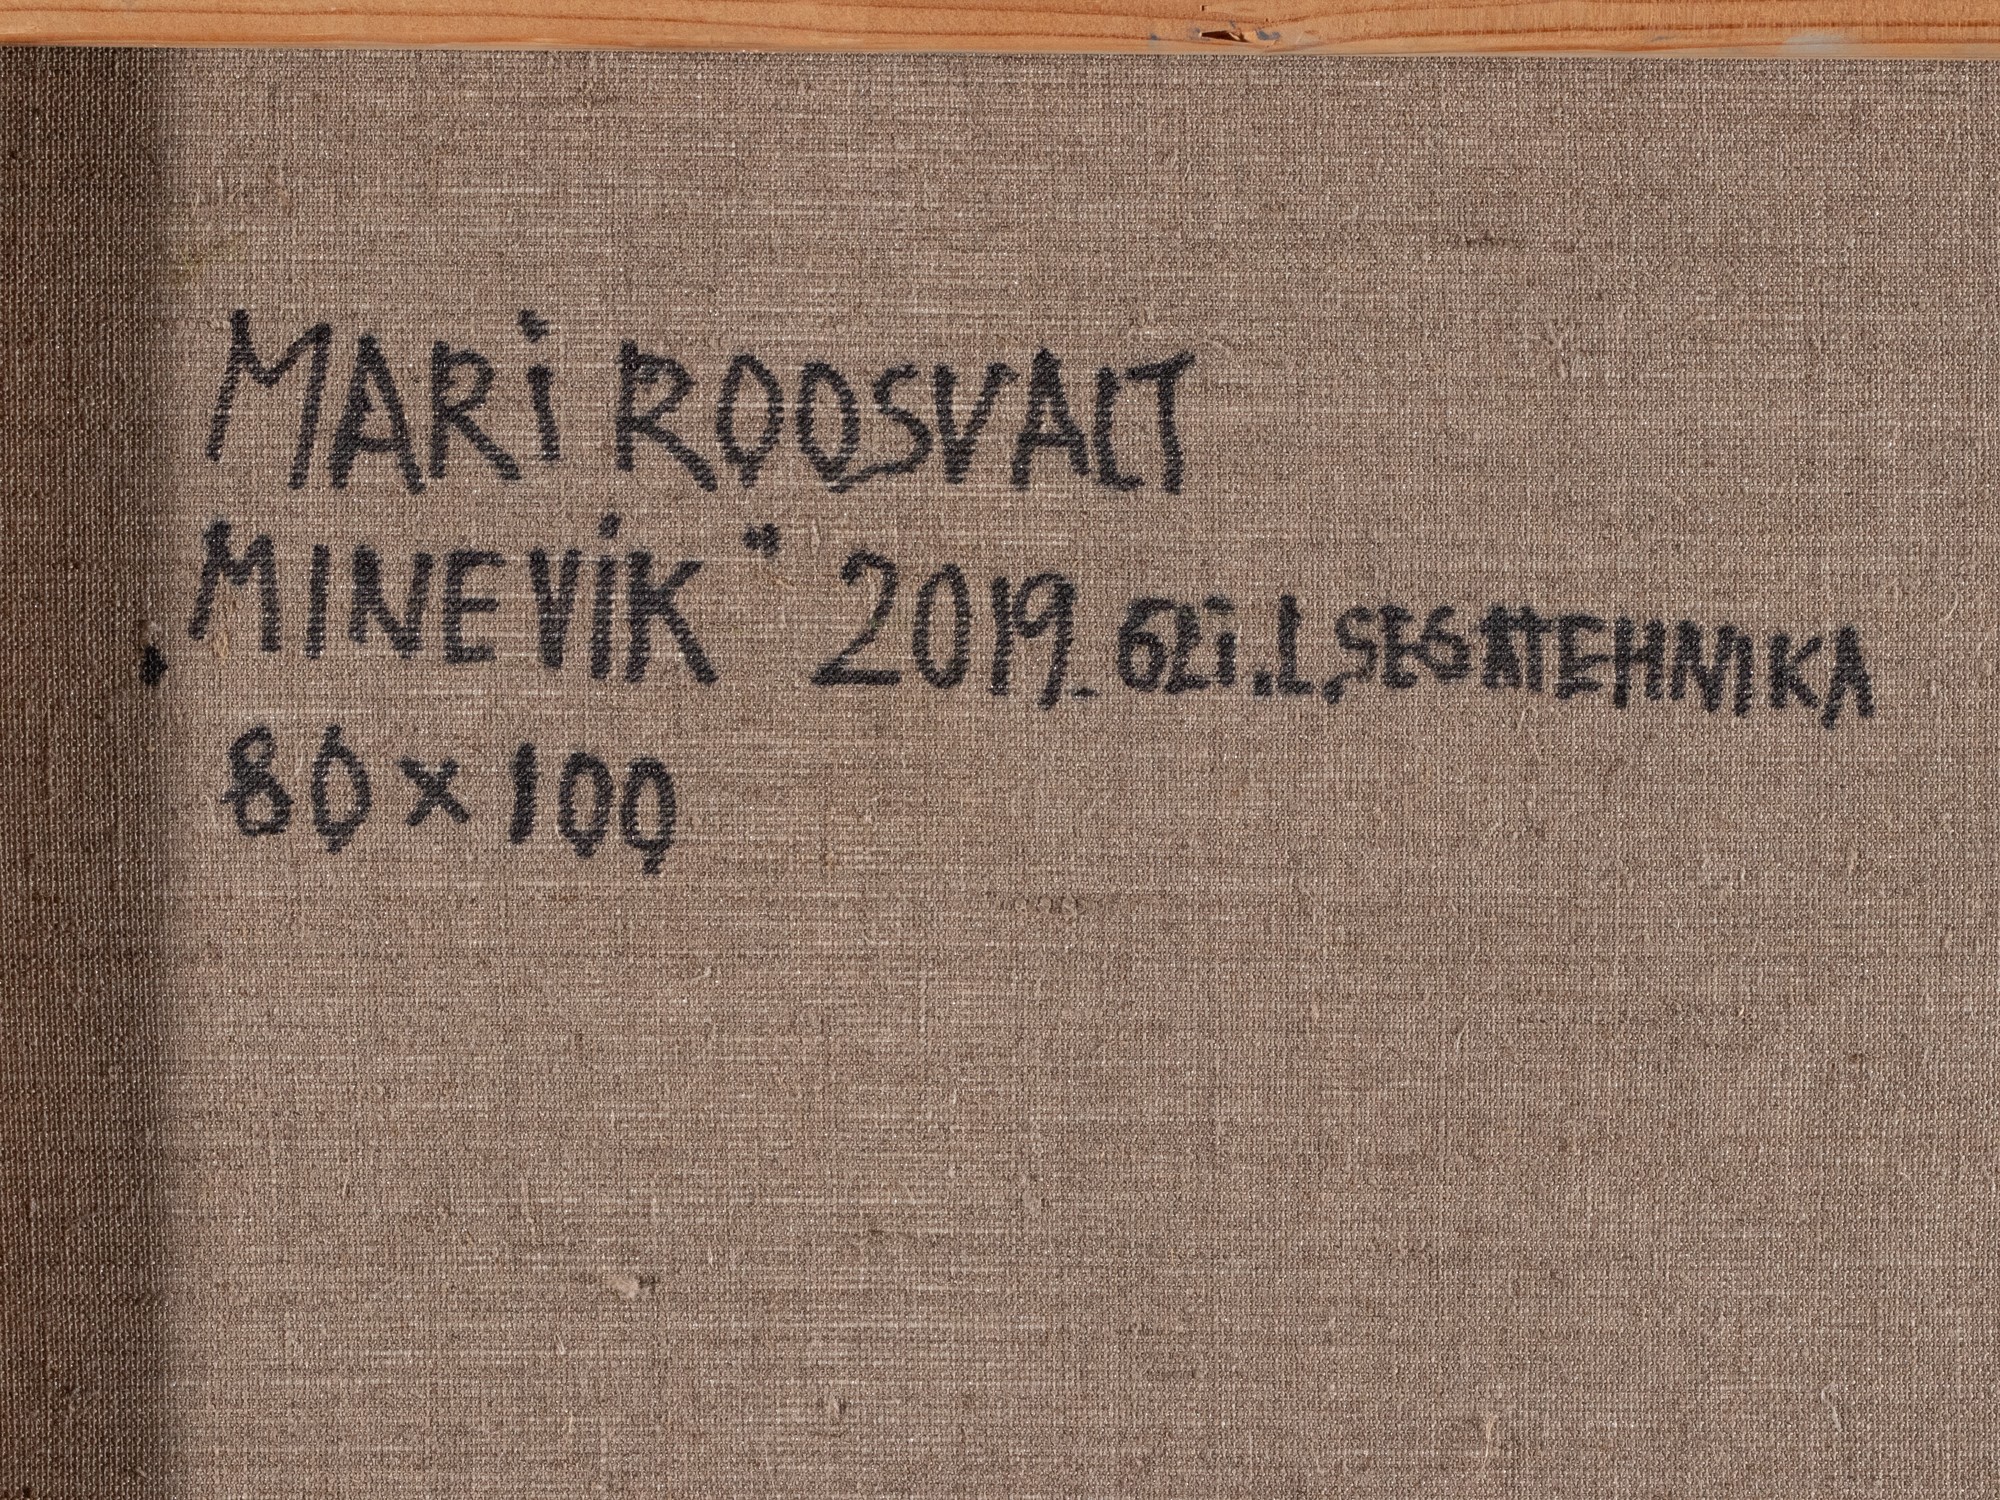 MARI ROOSVALT
„MINEVIK" 2019. ÕLI.L, SEGATEHNIKA
80×100